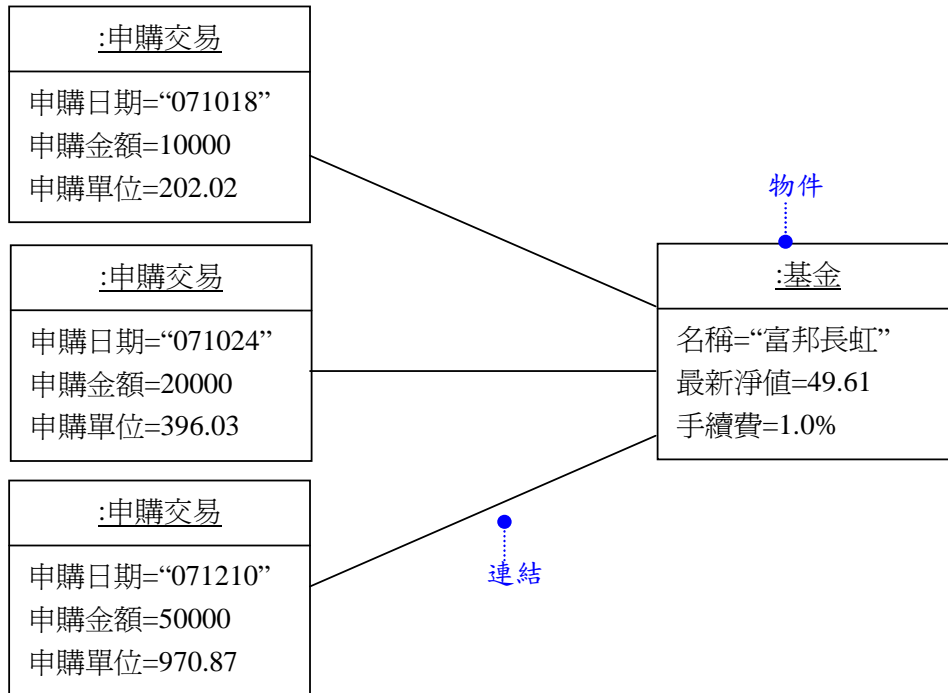 :申購交易
申購日期=“071018”
申購金額=10000
申購單位=202.02
:申購交易
申購日期=“071024”
申購金額=20000
申購單位=396.03
:申購交易
申購日期=“071210”
申購金額=50000
申購單位=970.87
物件
:基金
名稱=“富邦長虹”
最新淨值=49.61
手續費=1.0%
連結